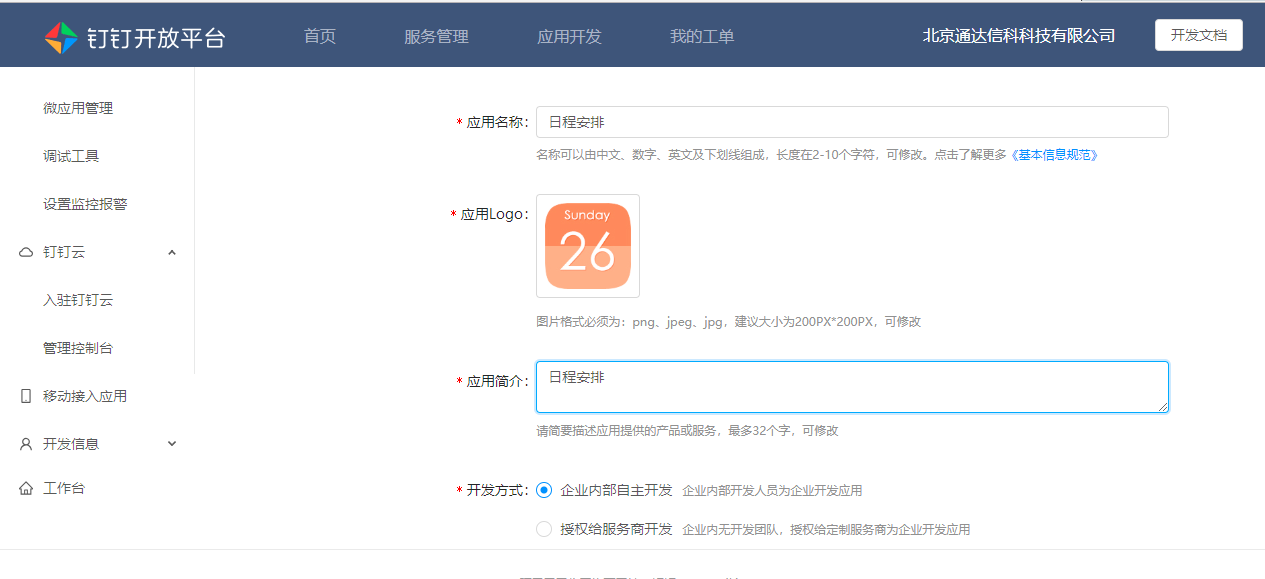 钉钉开放平台 首页 服务管理 应用开发 我的工单 北京通达信科科技有限公司 开发文档
微应用管理
调试工具
设置监控报警
钉钉云
入驻钉钉云
管理控制台
移动接入应用
开发信息
工作台
* 应用名称: 日程安排
名称可以由中文、数字、英文及下划线组成，长度在2-10个字符，可修改。点击了解更多《基本信息规范》
* 应用Logo:
Sunday
26
图片格式必须为：png、jpeg、jpg，建议大小为200PX*200PX，可修改
* 应用简介: 日程安排
请简要描述应用提供的产品或服务，最多32个字，可修改
* 开发方式: 企业内部自主开发 企业内部开发人员为企业开发应用
授权给服务商开发 企业内无开发团队，授权给定制服务商为企业开发应用